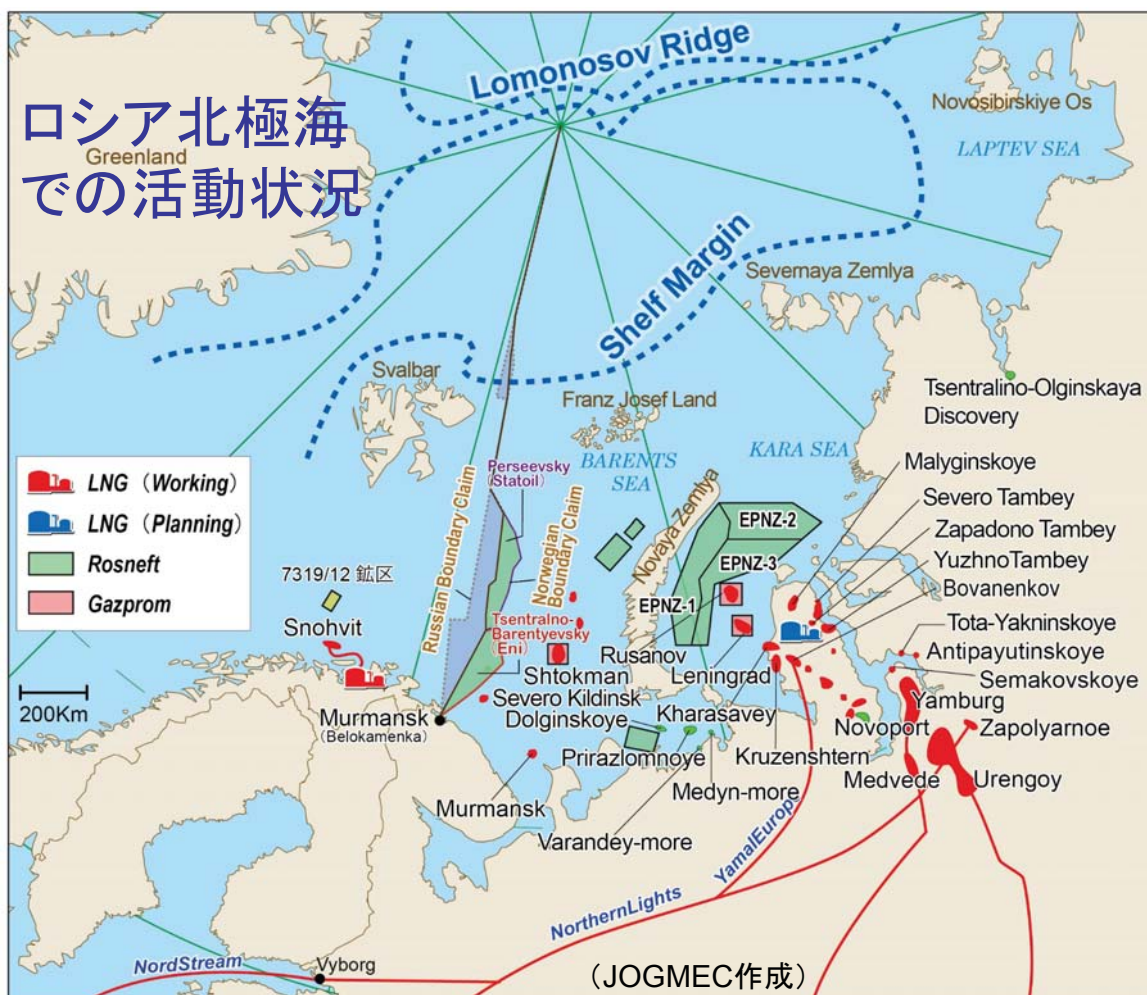 ロシア北極海
での活動状況
Lomonosov Ridge
Greenland
Novosibirskiye Os
LAPTEV SEA
Shelf Margin
Severnaya Zemlya
Svalbar
Franz Josef Land
Tsentralino-Olginskaya
Discovery
BARENTS
SEA
KARA SEA
LNG（Working）
LNG（Planning）
Rosneft
Gazprom
Perseevsky
(Statoil)
Russian Boundary Claim
Norwegian
Boundary Claim
Tsentralno-
Barentyevsky
(Eni)
Novaya Zemlya
EPNZ-2
EPNZ-3
EPNZ-1
Malyginskoye
Severo Tambey
Zapadono Tambey
YuzhnoTambey
Bovanenkov
Tota-Yakninskoye
Antipayutinskoye
Semakovskoye
Yamburg
Zapolyarnoe
7319/12 鉱区
Snohvit
200Km
Murmansk
(Belokamenka)
Shtokman
Rusanov
Leningrad
Severo Kildinsk
Dolginskoye
Kharasavey
Novoport
Prirazlomnoye
Kruzenshtern
Medvede
Urengoy
Murmansk
Medyn-more
Varandey-more
YamalEurope
NorthernLights
NordStream
Vyborg
（JOGMEC作成）